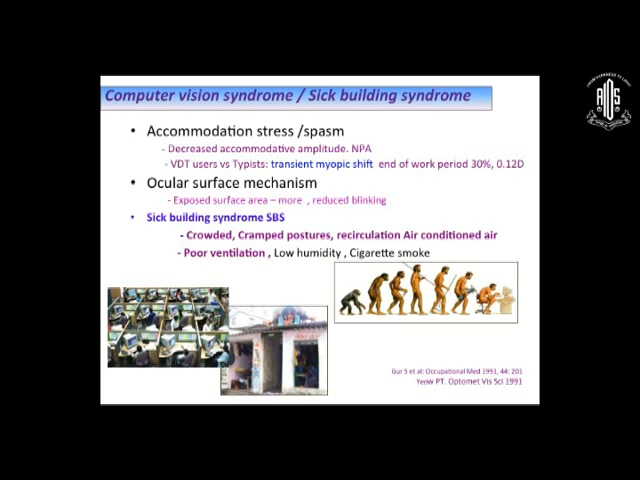 Computer vision syndrome / Sick building syndrome
• Accommodation stress /spasm
- Decreased accommodative amplitude. NPA
- VDT users vs Typists: transient myopic shift end of work period 30%, 0.12D
• Ocular surface mechanism
- Exposed surface area – more , reduced blinking
• Sick building syndrome SBS
- Crowded, Cramped postures, recirculation Air conditioned air
- Poor ventilation , Low humidity , Cigarette smoke
Gur S et al: Occupational Med 1991, 44: 201
Yeow PT. Optomet Vis Sci 1991
AIOS